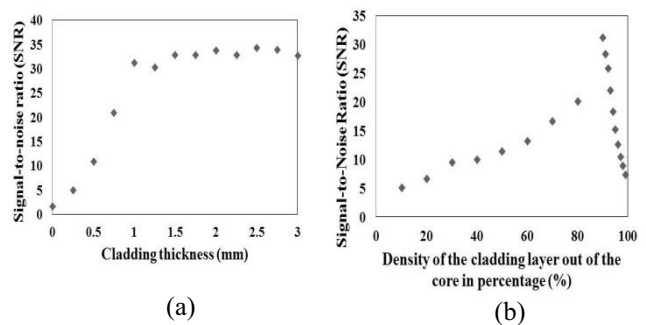 Signal-to-noise ratio (SNR)
40
35
30
25
20
15
10
5
0
0 0.5 1 1.5 2 2.5 3
Cladding thickness (mm)
(a)
Signal-to-Noise Ratio (SNR)
35
30
25
20
15
10
5
0
0 20 40 60 80 100
Density of the cladding layer out of the
core in percentage (%)
(b)